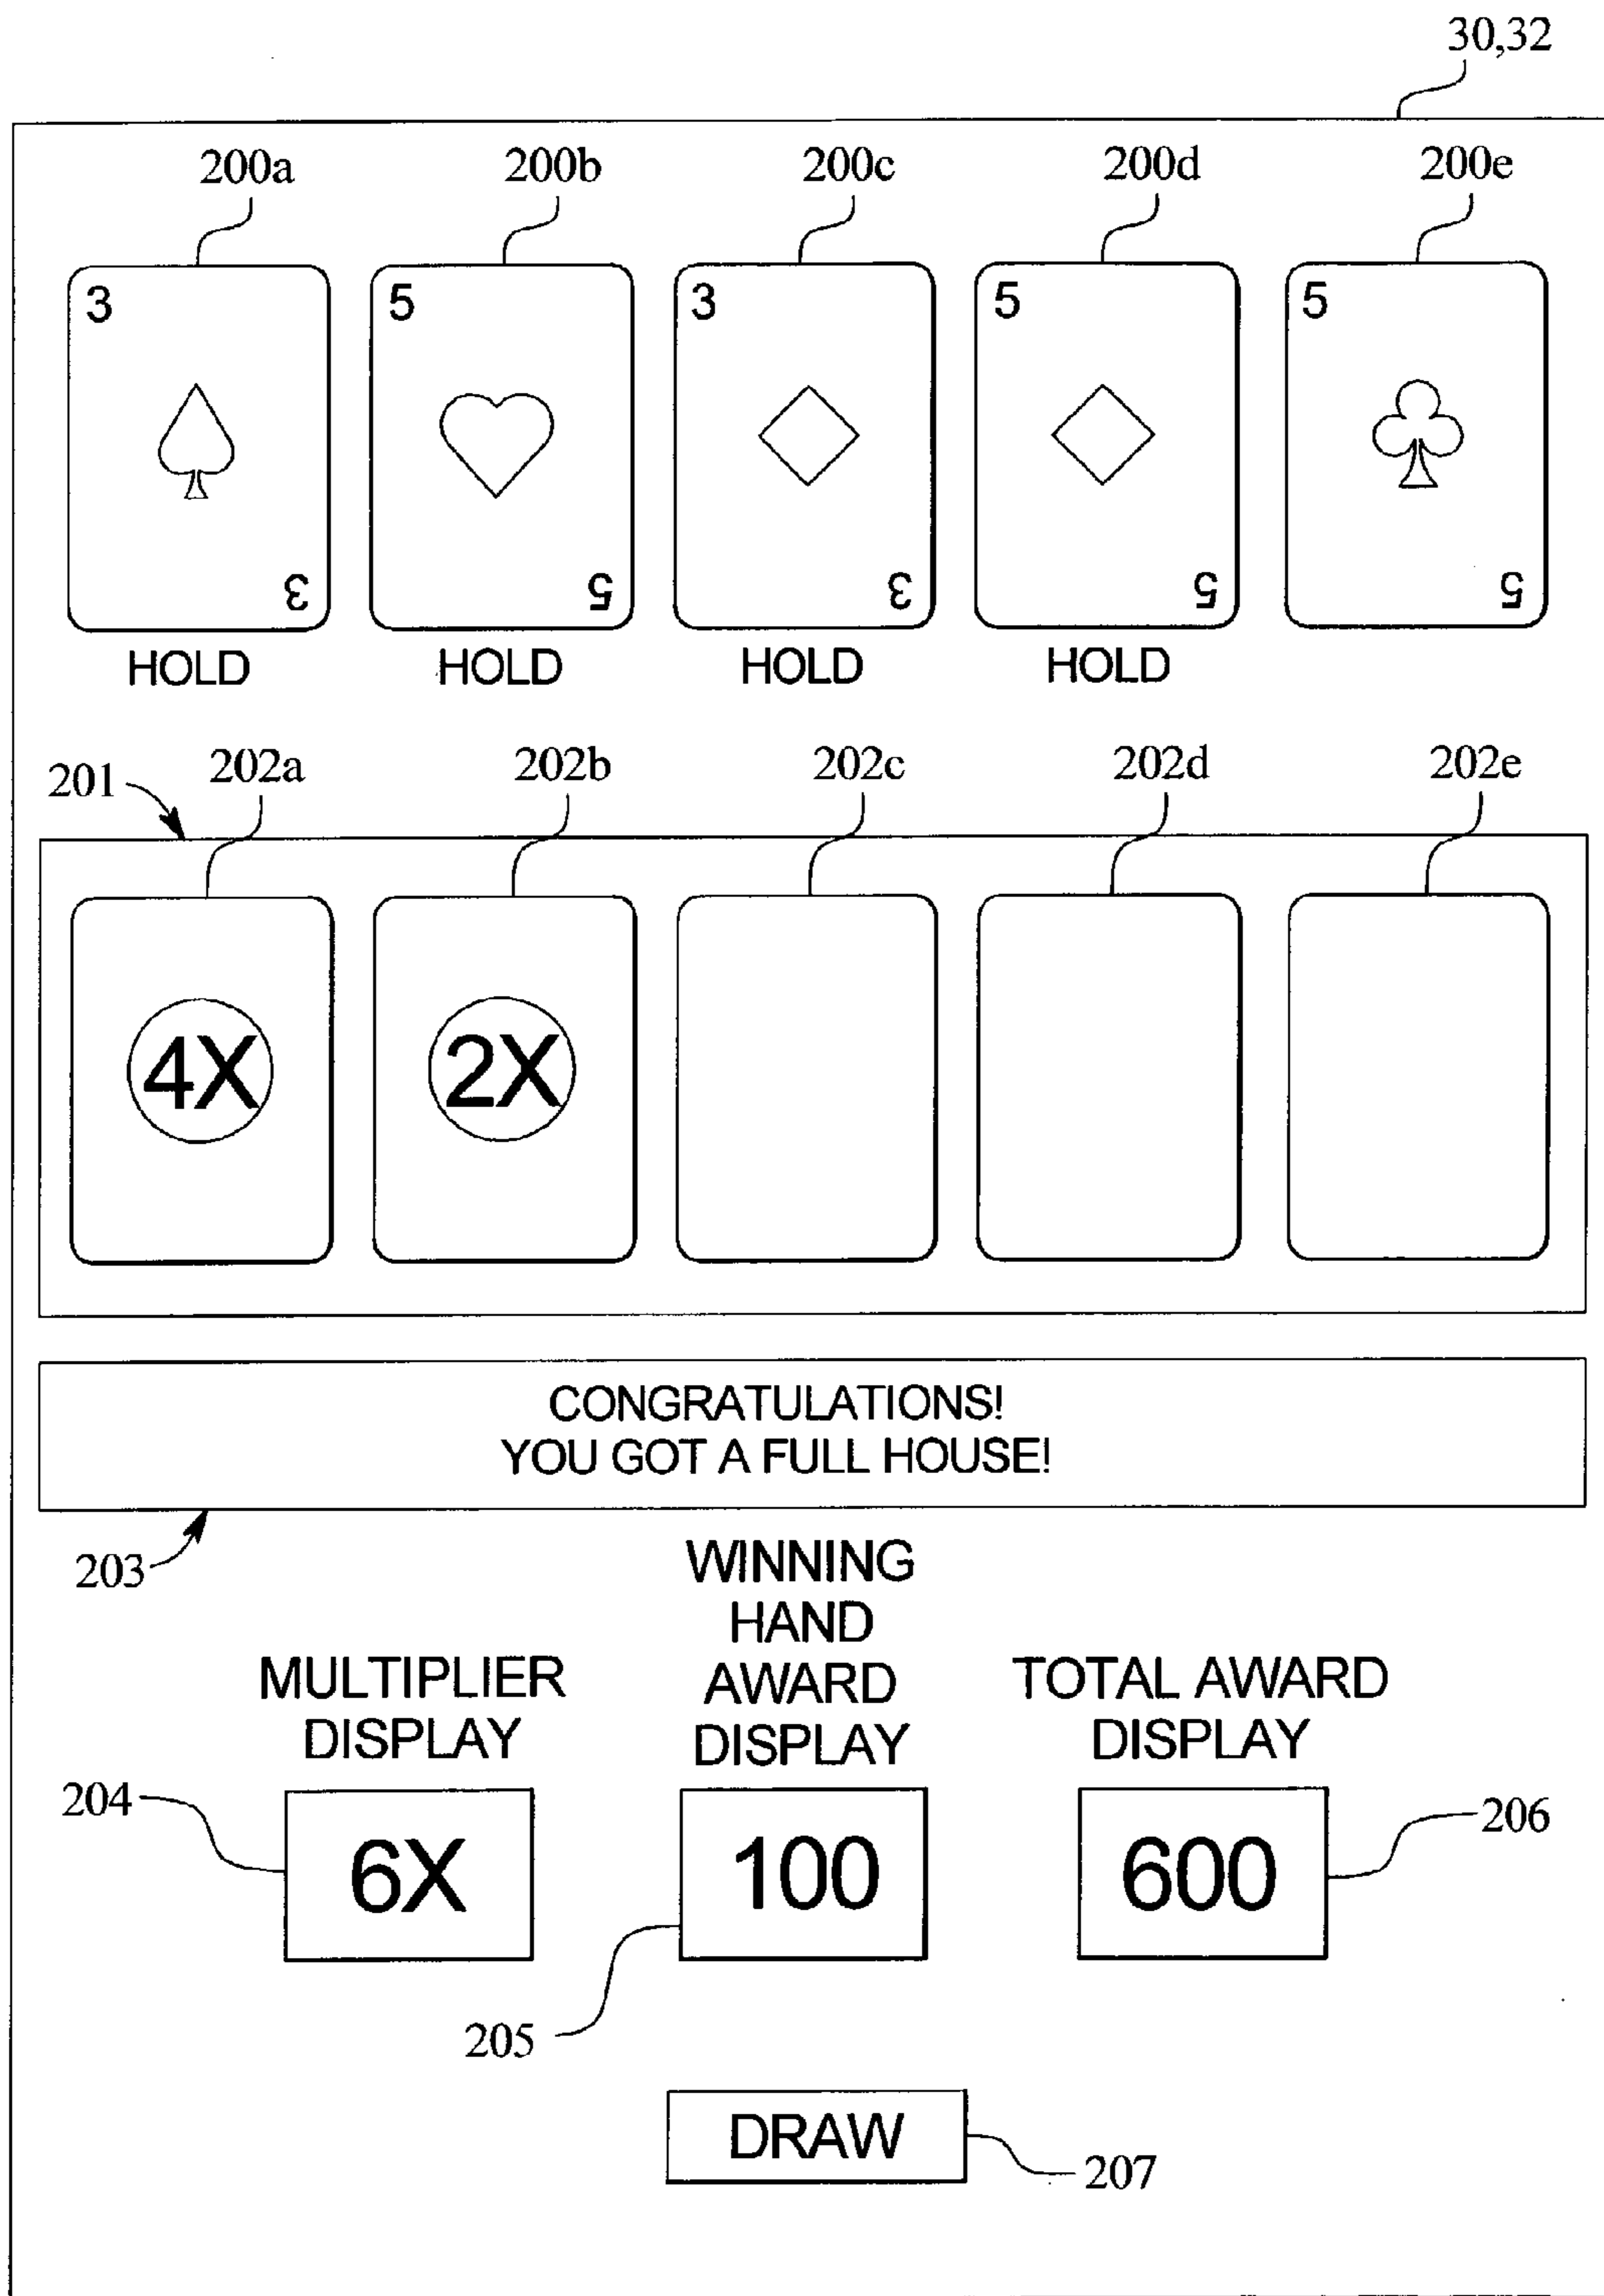 30,32
200a 200b 200c 200d 200e
3 5 3 5 5
3 5 3 5 5
HOLD HOLD HOLD HOLD
201 202a 202b 202c 202d 202e
4X 2X
CONGRATULATIONS!
YOU GOT A FULL HOUSE!
203
MULTIPLIER
DISPLAY
WINNING
HAND
AWARD
DISPLAY
TOTAL AWARD
DISPLAY
204 6X 100 600 206
205
DRAW
207